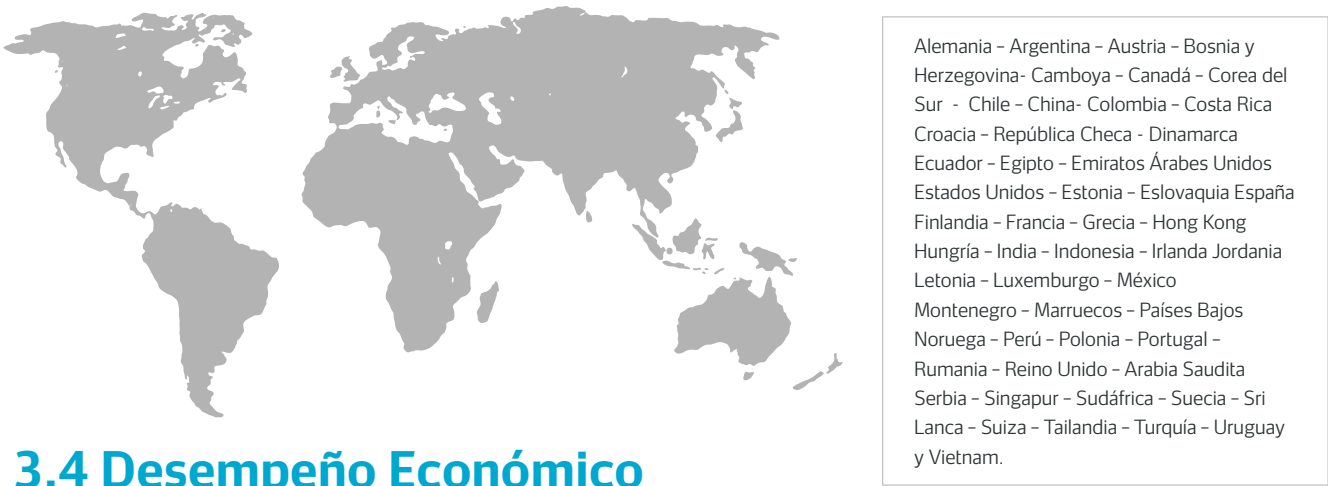 Alemania – Argentina – Austria – Bosnia y
Herzegovina- Camboya – Canadá – Corea del
Sur - Chile – China- Colombia – Costa Rica
Croacia – República Checa - Dinamarca
Ecuador – Egipto – Emiratos Árabes Unidos
Estados Unidos – Estonia – Eslovaquia España
Finlandia – Francia – Grecia – Hong Kong
Hungría – India – Indonesia – Irlanda Jordania
Letonia – Luxemburgo – México
Montenegro – Marruecos – Países Bajos
Noruega – Perú – Polonia – Portugal –
Rumania – Reino Unido – Arabia Saudita
Serbia – Singapur – Sudáfrica – Suecia – Sri
Lanca – Suiza – Tailandia – Turquía – Uruguay
y Vietnam.
3.4 Desempeño Económico